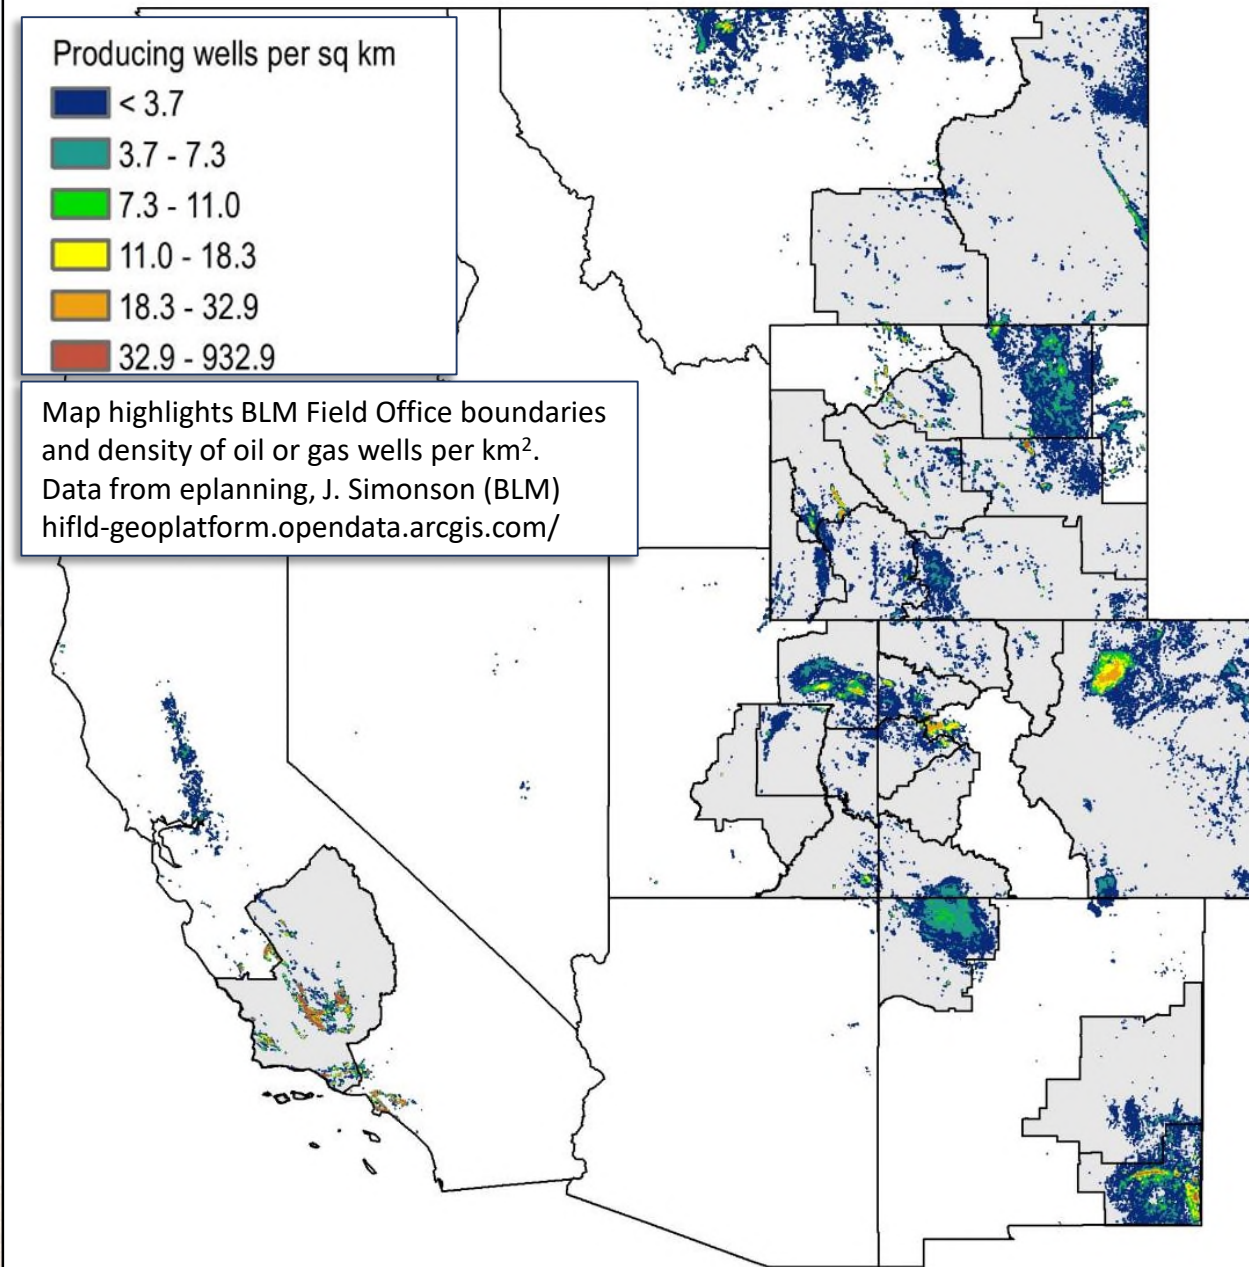 Producing wells per sq km
< 3.7
3.7 - 7.3
7.3 - 11.0
11.0 - 18.3
18.3 - 32.9
32.9 - 932.9
Map highlights BLM Field Office boundaries
and density of oil or gas wells per km².
Data from eplanning, J. Simonson (BLM)
hifld-geoplatform.opendata.arcgis.com/